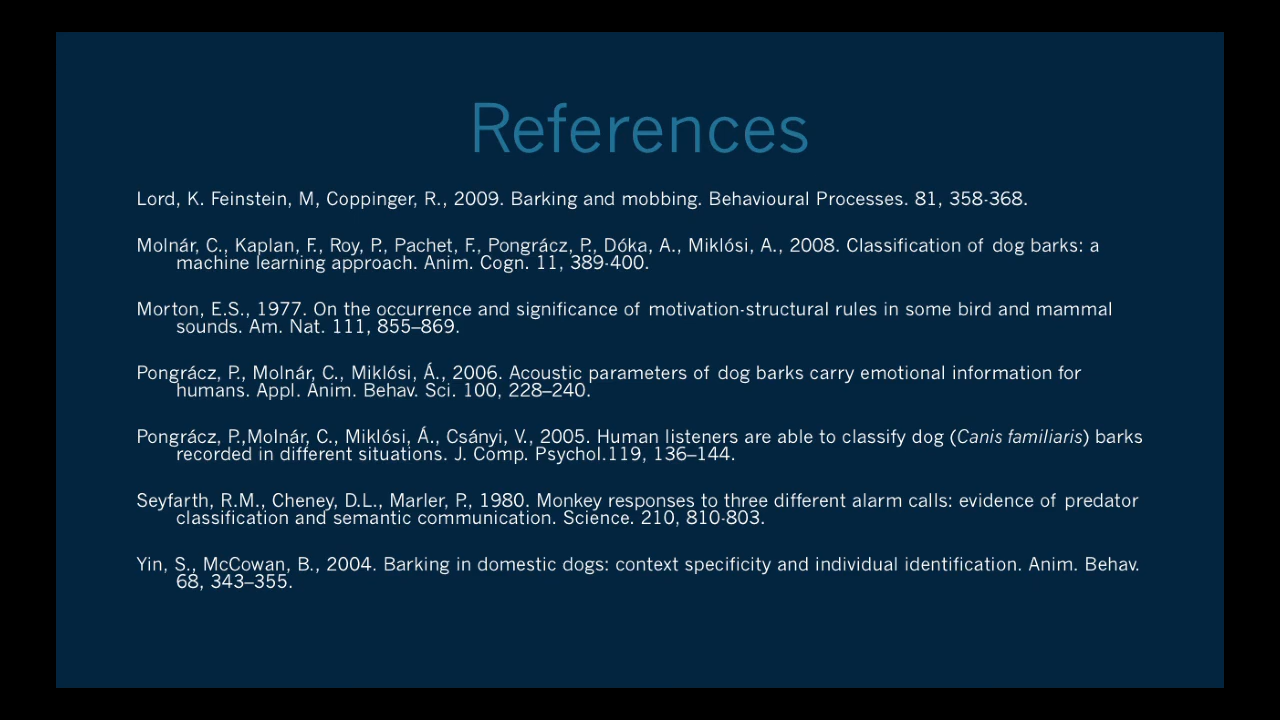 References
Lord, K. Feinstein, M, Coppinger, R., 2009. Barking and mobbing. Behavioural Processes. 81, 358-368.
Molnár, C., Kaplan, F., Roy, P., Pachet, F., Pongrácz, P., Dóka, A., Miklósi, A., 2008. Classification of dog barks: a
machine learning approach. Anim. Cogn. 11, 389-400.
Morton, E.S., 1977. On the occurrence and significance of motivation-structural rules in some bird and mammal
sounds. Am. Nat. 111, 855–869.
Pongrácz, P., Molnár, C., Miklósi, Á., 2006. Acoustic parameters of dog barks carry emotional information for
humans. Appl. Anim. Behav. Sci. 100, 228–240.
Pongrácz, P.,Molnár, C., Miklósi, Á., Csányi, V., 2005. Human listeners are able to classify dog (Canis familiaris) barks
recorded in different situations. J. Comp. Psychol.119, 136–144.
Seyfarth, R.M., Cheney, D.L., Marler, P., 1980. Monkey responses to three different alarm calls: evidence of predator
classification and semantic communication. Science. 210, 810-803.
Yin, S., McCowan, B., 2004. Barking in domestic dogs: context specificity and individual identification. Anim. Behav.
68, 343–355.